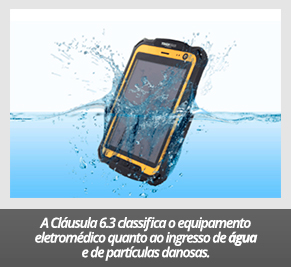 A Cláusula 6.3 classifica o equipamento
eletromédico quanto ao ingresso de água
e de partículas danosas.